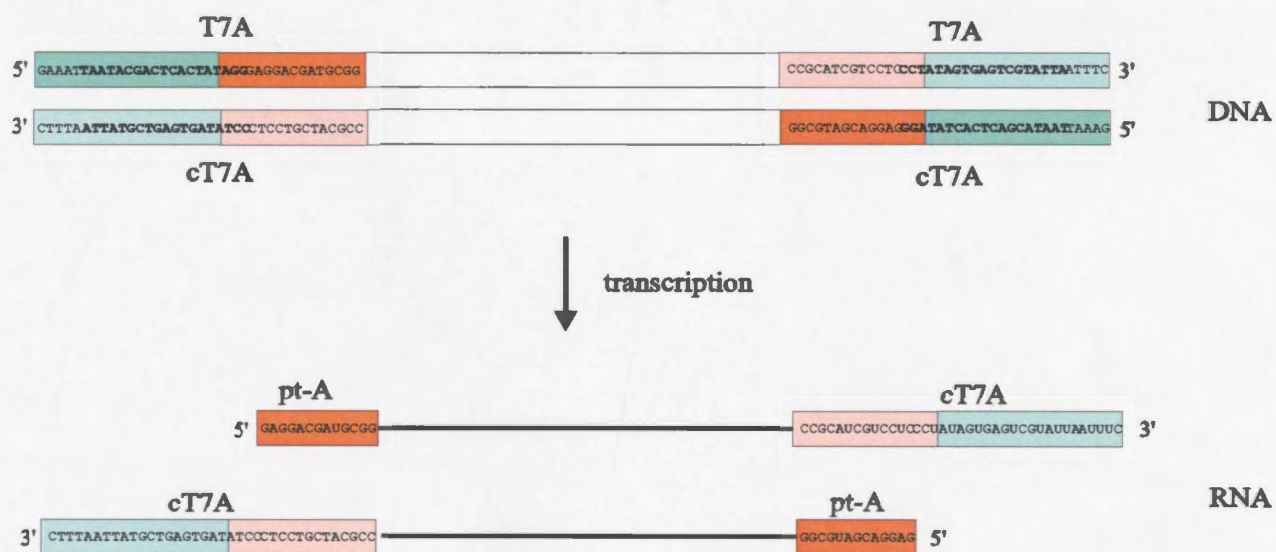 T7A T7A
5' GAAATTAATACGACTCACTATAGGGAGGACGATGCGG CCGCATCGTCCTCCCTATAGTGAGTCGTATTAATTTC 3'
3' CTTTAATTATGCTGAGTGATATCCCTCCTGCTACGCC GGCGTAGCAGGAGGGATATCACTCAGCATAATTAAAG 5'
DNA
cT7A cT7A
transcription
pt-A cT7A
5' GAGGACGAUGCGG CCGCAUCGUCCUCCCUAUAGUGAGUCGUAUUAAUUUC 3'
RNA
cT7A pt-A
3' CTTTAATTATGCTGAGTGATATCCCTCCTGCTACGCC GGCGUAGCAGGAG 5'